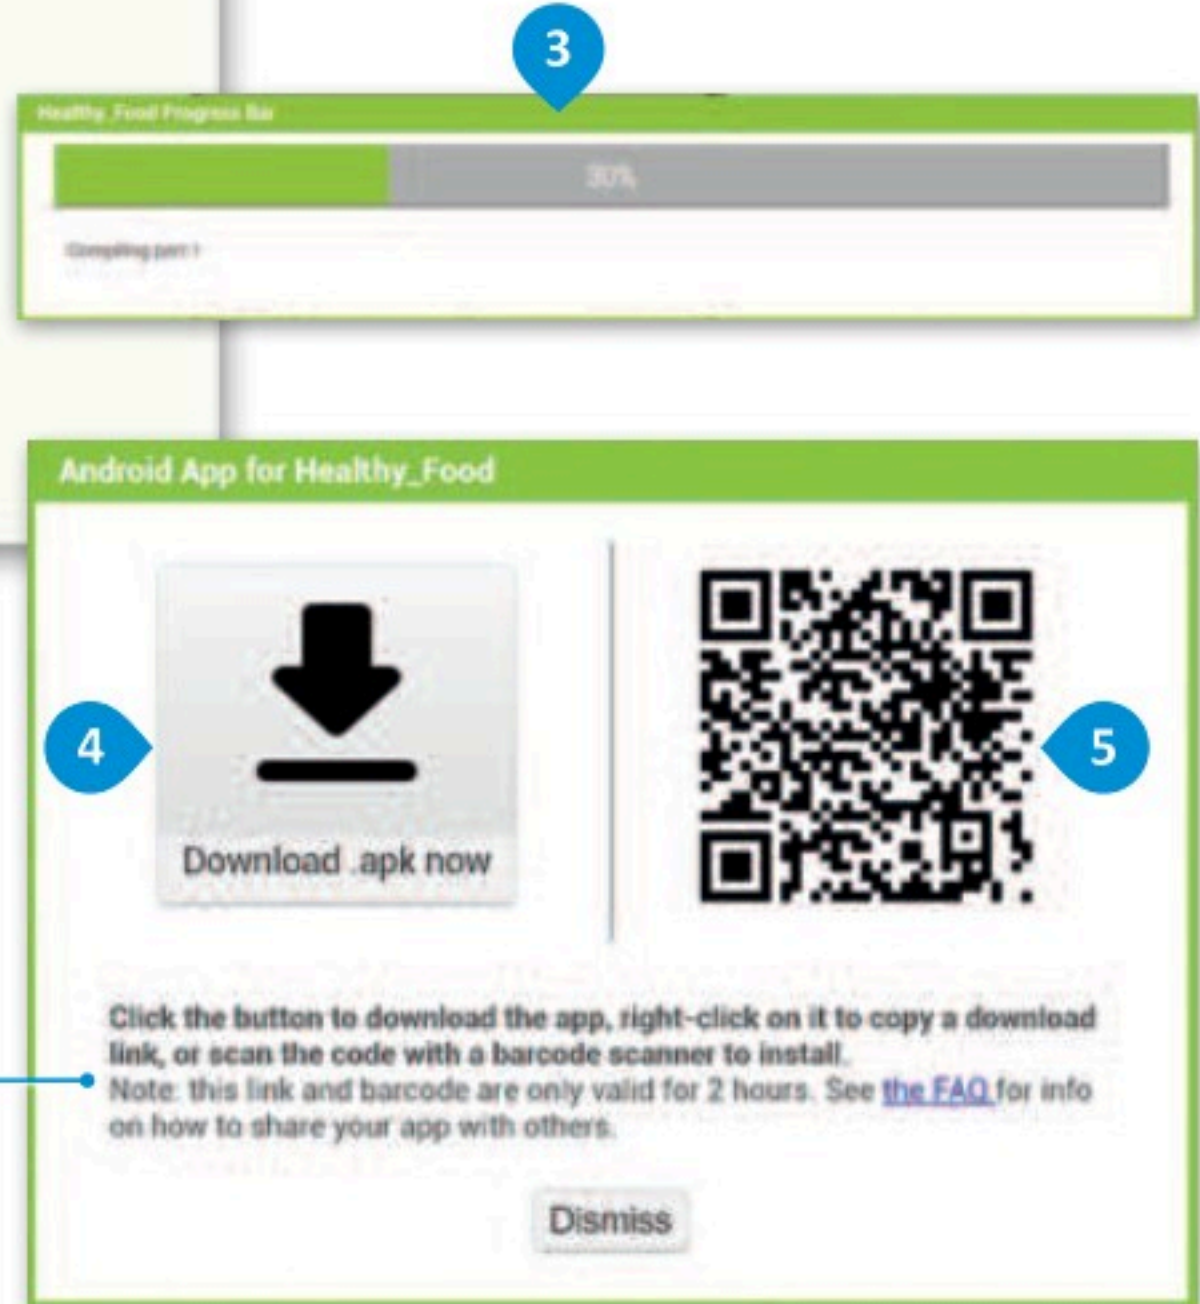 3
Healthy_Food Progress Bar
30%
Compiling part 1
Android App for Healthy_Food
4
5
Download .apk now
Click the button to download the app, right-click on it to copy a download
link, or scan the code with a barcode scanner to install.
Note: this link and barcode are only valid for 2 hours. See the FAQ for info
on how to share your app with others.
Dismiss